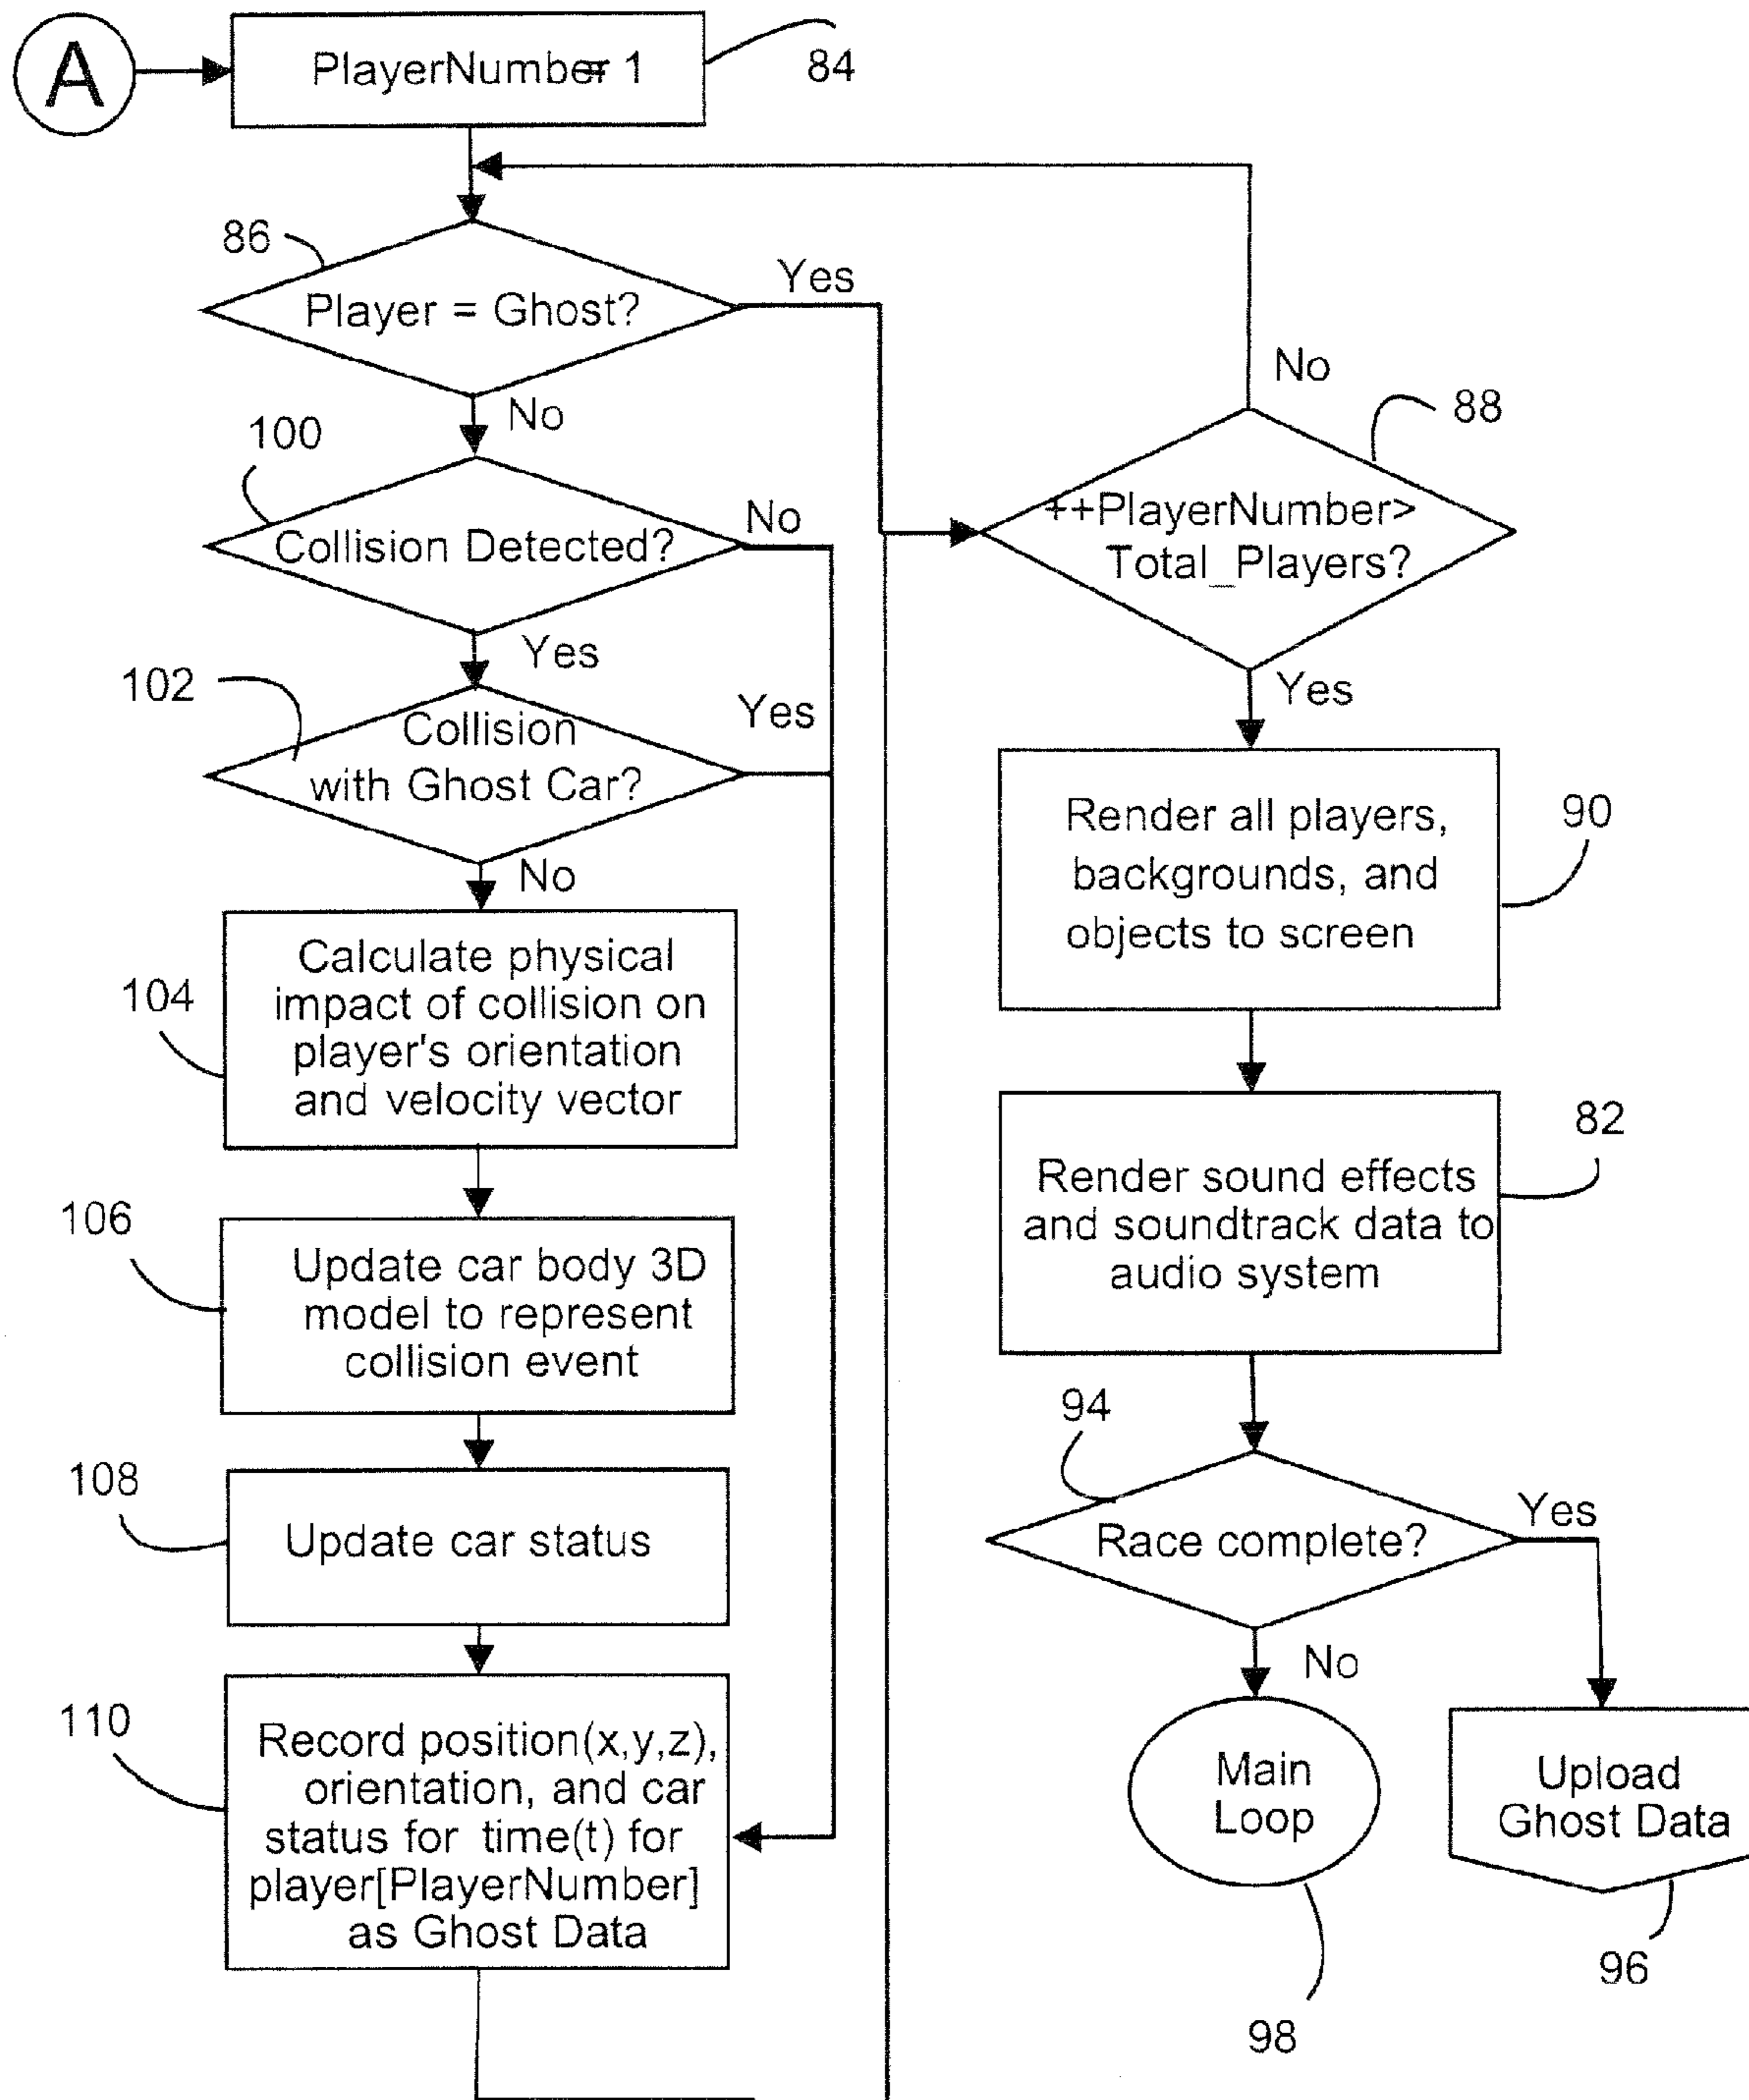 A
PlayerNumber = 1
84
86
Player = Ghost?
Yes
No
No
88
100
Collision Detected?
No
++PlayerNumber>
Total_Players?
Yes
Yes
102
Collision
with Ghost Car?
Yes
No
Render all players,
backgrounds, and
objects to screen
90
Calculate physical
impact of collision on
player's orientation
and velocity vector
104
Render sound effects
and soundtrack data to
audio system
82
106
Update car body 3D
model to represent
collision event
94
Race complete?
Yes
No
108
Update car status
110
Record position(x,y,z),
orientation, and car
status for time(t) for
player[PlayerNumber]
as Ghost Data
Main
Loop
Upload
Ghost Data
96
98